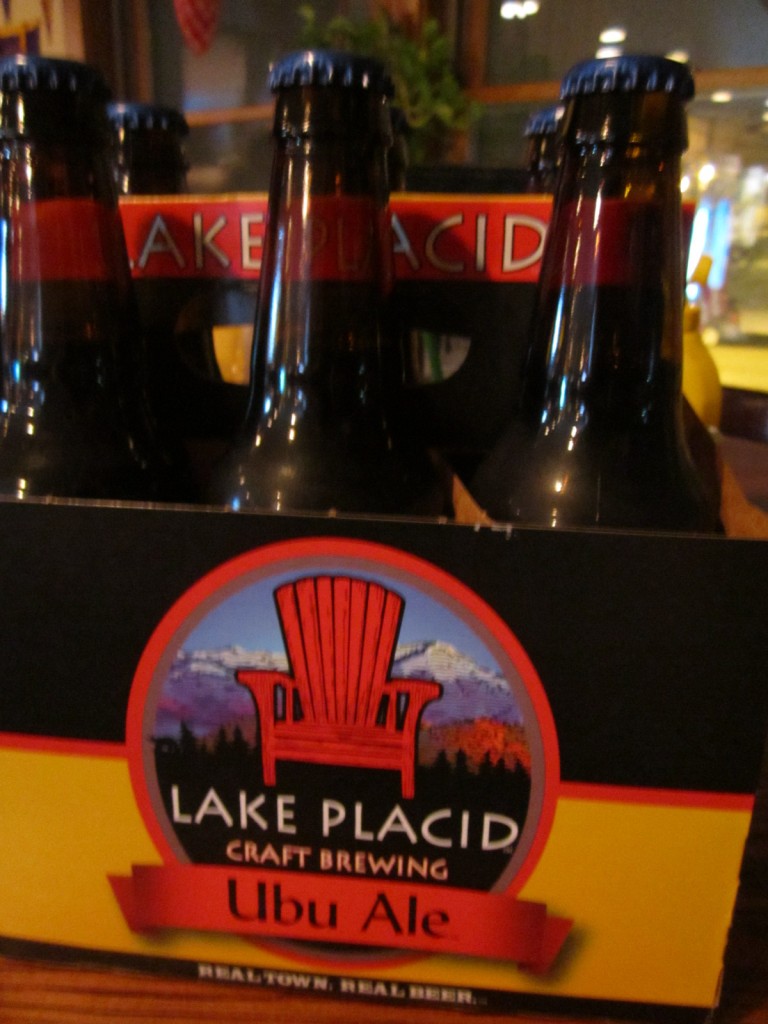 LAKE PLACID
LAKE PLACID
CRAFT BREWING
Ubu Ale
REAL TOWN. REAL BEER.